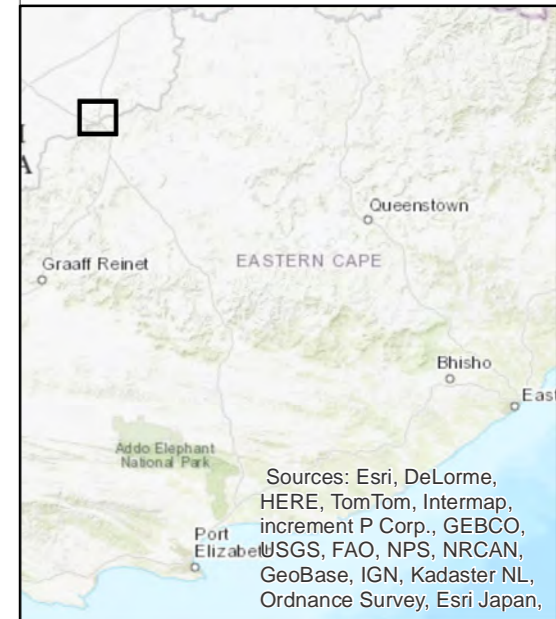 I
A
Queenstown
Graaff Reinet
EASTERN CAPE
Bhisho
East
Addo Elephant
National Park
Port
Elizabet
Sources: Esri, DeLorme,
HERE, TomTom, Intermap,
increment P Corp., GEBCO,
USGS, FAO, NPS, NRCAN,
GeoBase, IGN, Kadaster NL,
Ordnance Survey, Esri Japan,